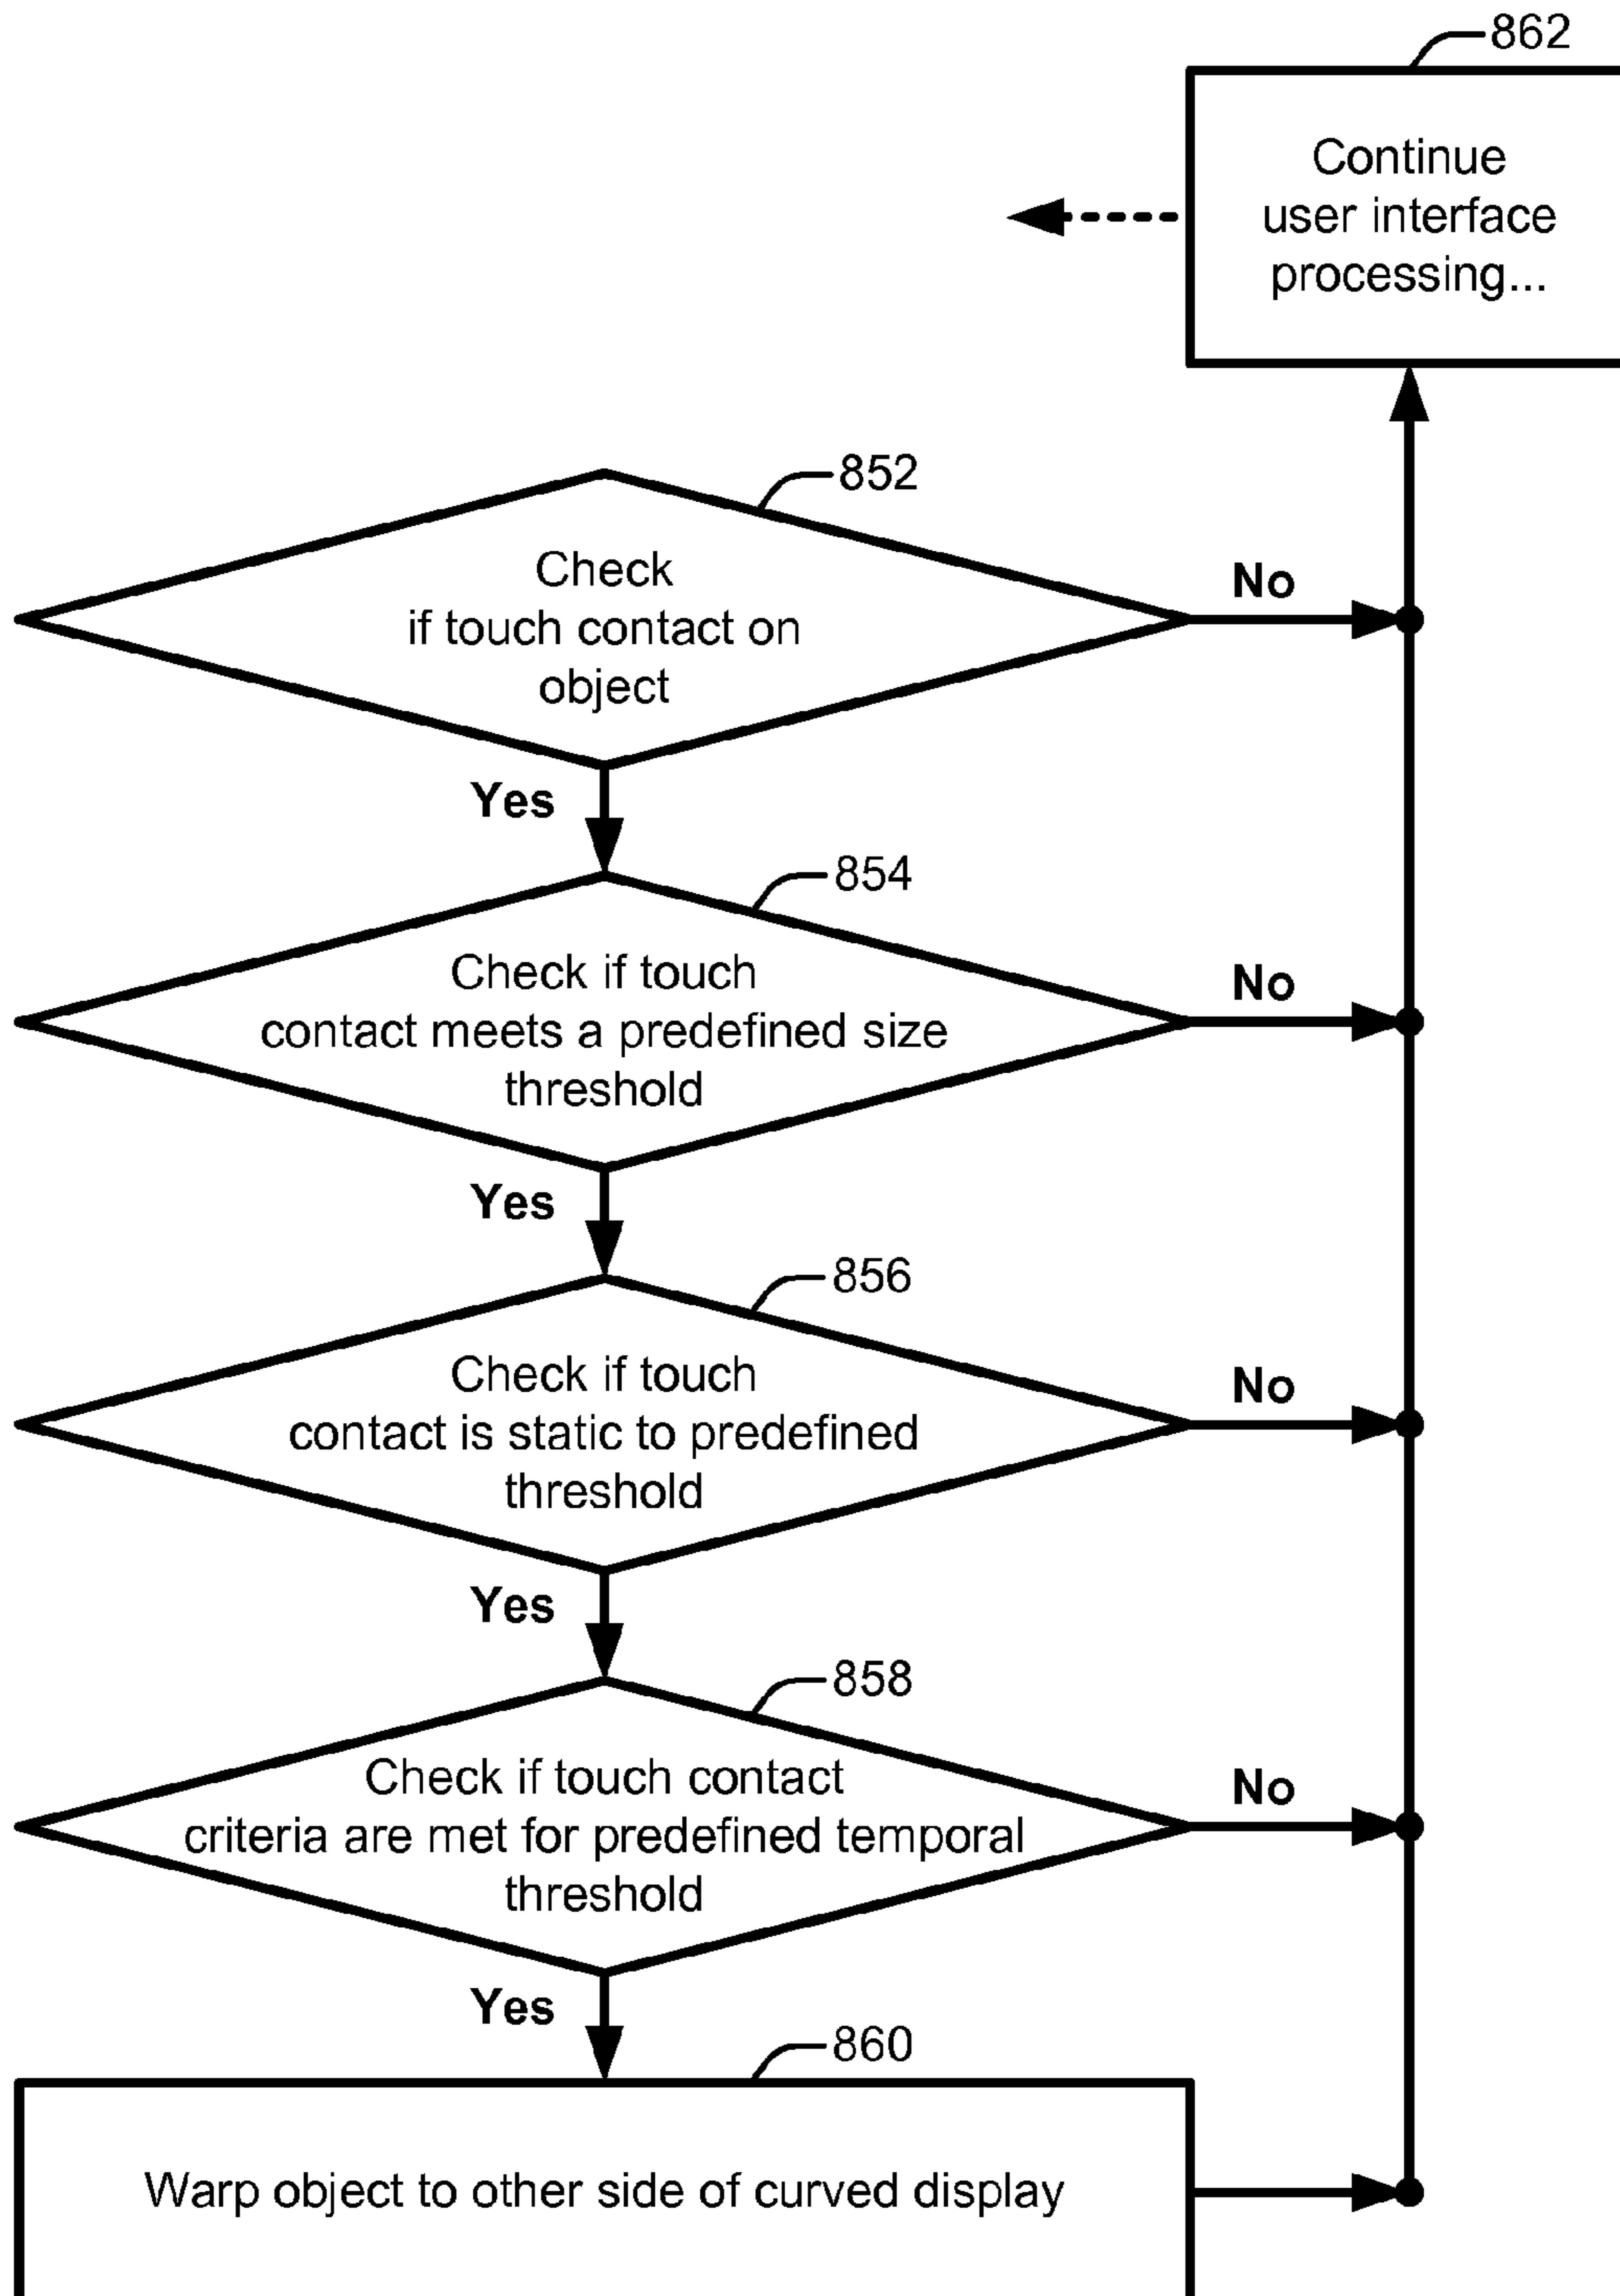 862
Continue
user interface
processing...
852
Check
if touch contact on
object
No
Yes
854
Check if touch
contact meets a predefined size
threshold
No
Yes
856
Check if touch
contact is static to predefined
threshold
No
Yes
858
Check if touch contact
criteria are met for predefined temporal
threshold
No
Yes
860
Warp object to other side of curved display